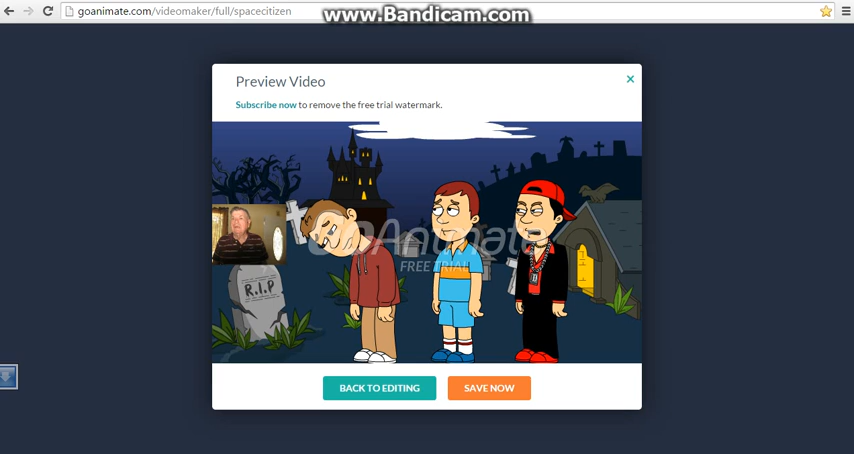 goanimate.com/videomaker/full/spacecitizen
www.Bandicam.com
Preview Video
Subscribe now to remove the free trial watermark.
GoAnimate
FREE TRIAL
R.I.P
BACK TO EDITING
SAVE NOW